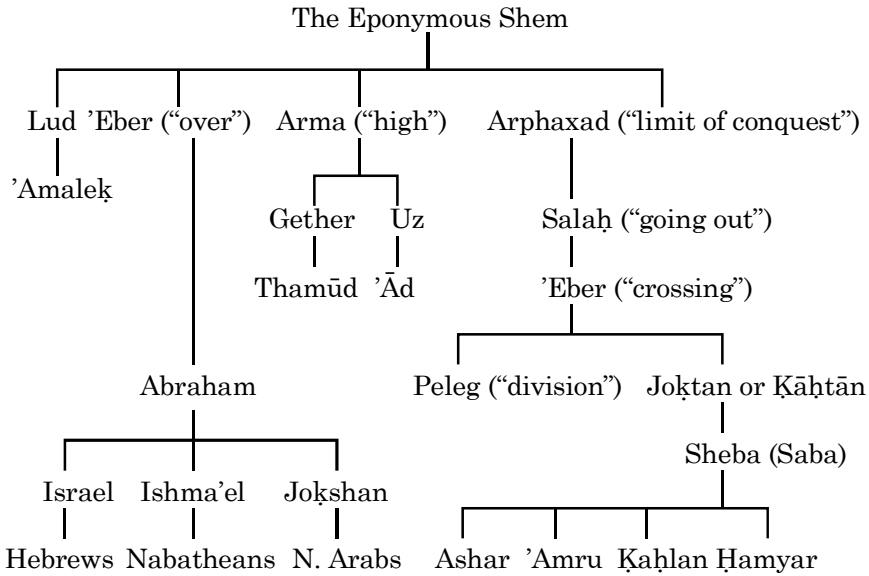 The Eponymous Shem
Lud ’Eber (“over”) Arma (“high”) Arphaxad (“limit of conquest”)
’Amaleḳ
Gether Uz Salaḥ (“going out”)
Thamūd ’Ād ’Eber (“crossing”)
Abraham Peleg (“division”) Joḳtan or Ḳāḥtān
Sheba (Saba)
Israel Ishma’el Joḳshan
Hebrews Nabatheans N. Arabs Ashar ’Amru Ḳaḥlan Ḥamyar